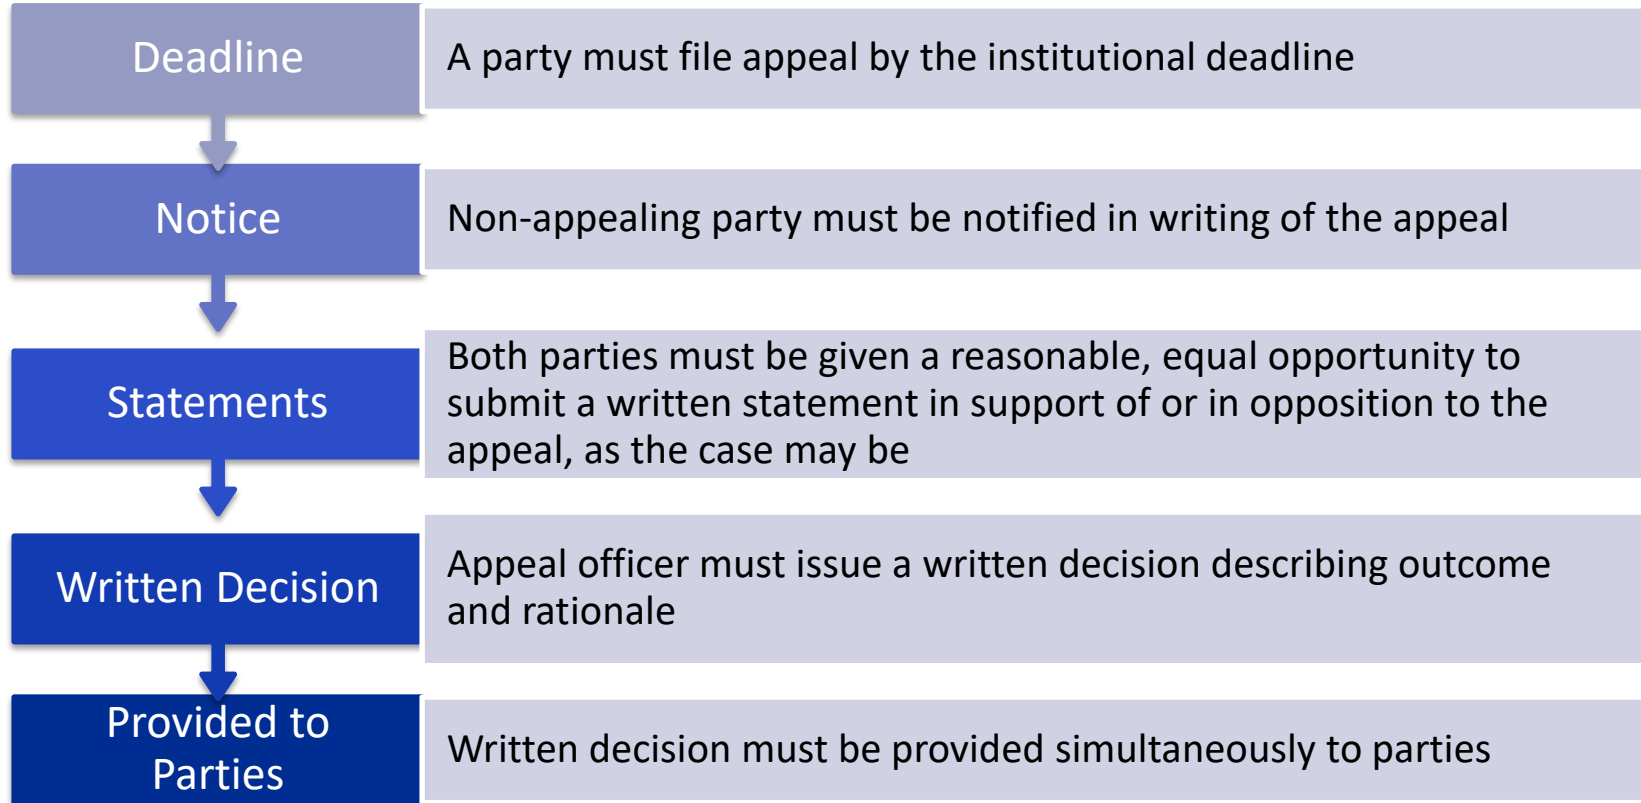 Deadline
A party must file appeal by the institutional deadline
Notice
Non-appealing party must be notified in writing of the appeal
Statements
Both parties must be given a reasonable, equal opportunity to
submit a written statement in support of or in opposition to the
appeal, as the case may be
Written Decision
Appeal officer must issue a written decision describing outcome
and rationale
Provided to
Parties
Written decision must be provided simultaneously to parties